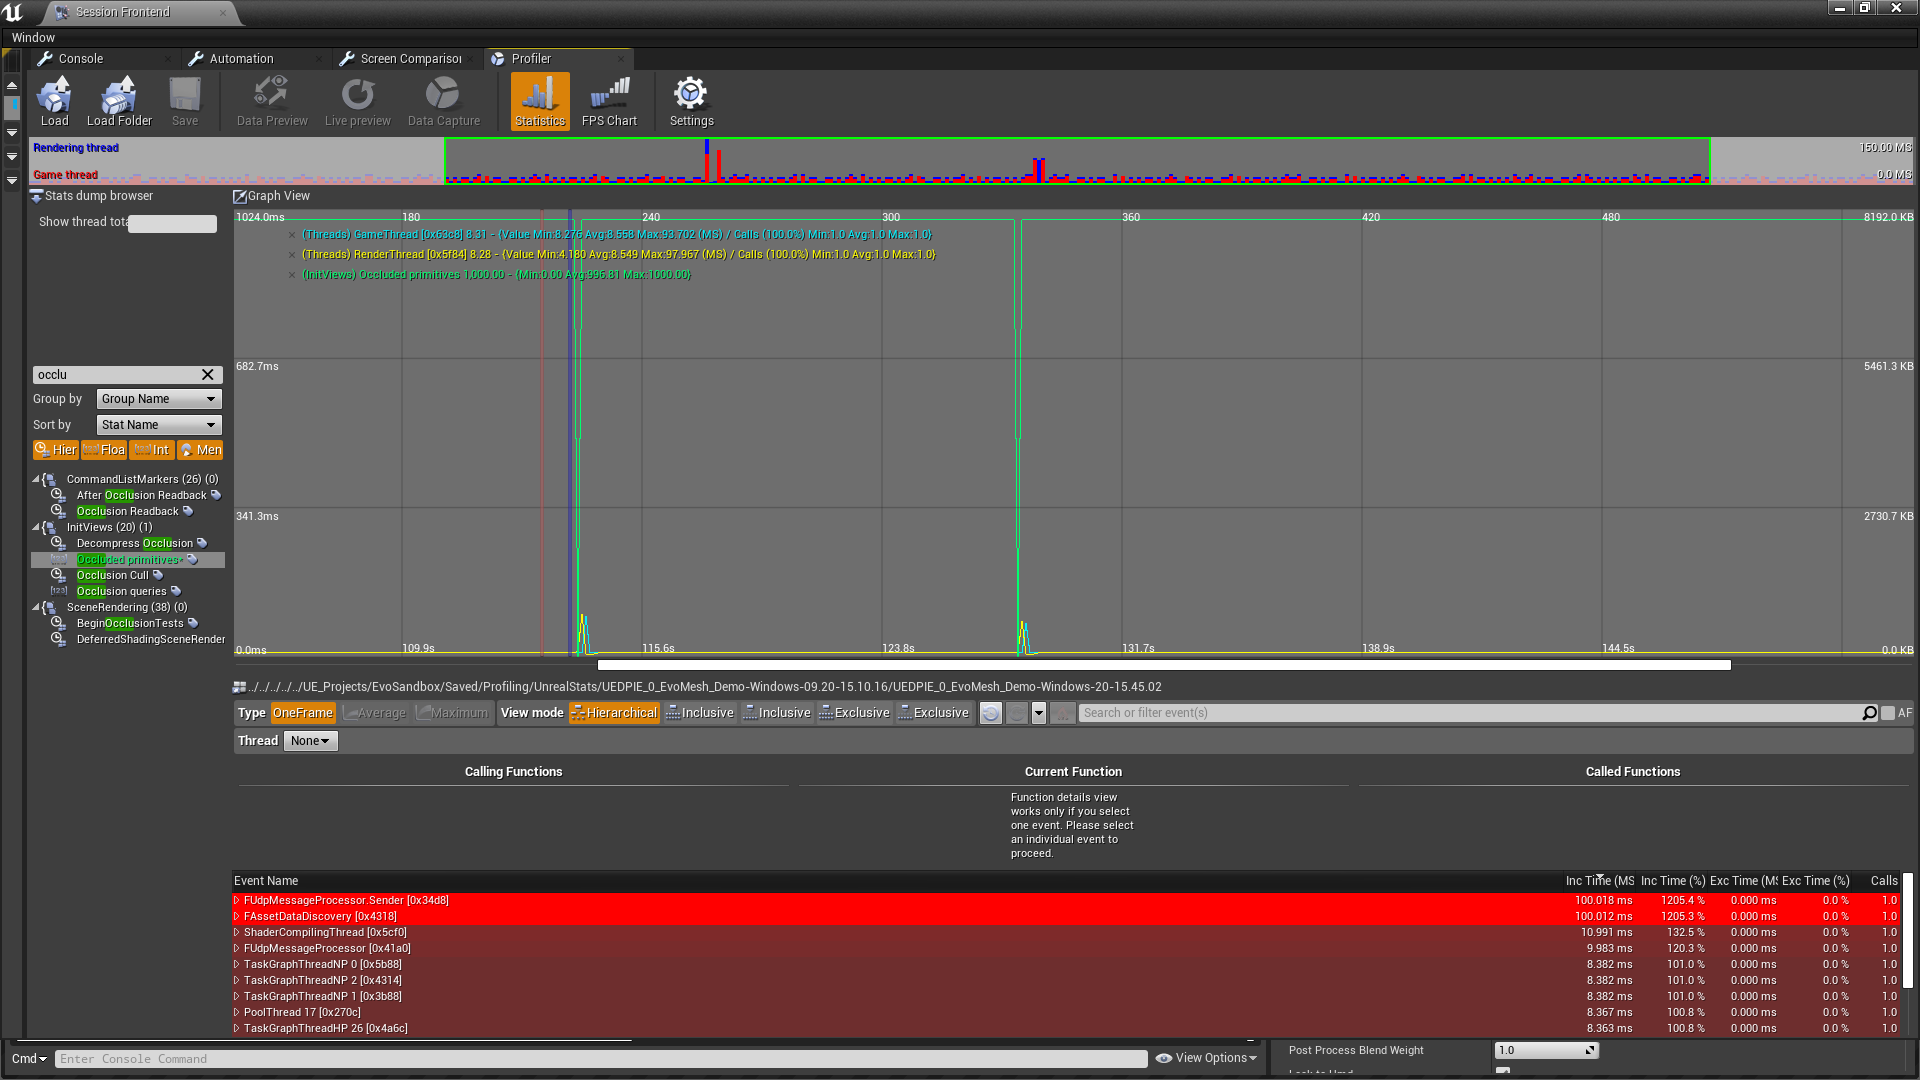 Session Frontend
Window
Console
Automation
Screen Compariso
Profiler
Load
Load Folder
Save
Data Preview
Live preview
Data Capture
Statistics
FPS Chart
Settings
Rendering thread
150.00 MS
Game thread
0.0 MS
Stats dump browser
Graph View
Show thread tota
1024.0ms
180
240
300
360
420
480
8192.0 KB
(Threads) GameThread [0x63c8] 8.31 - {Value Min:8.276 Avg:8.558 Max:93.702 (MS) / Calls (100.0%) Min:1.0 Avg:1.0 Max:1.0}
(Threads) RenderThread [0x5f84] 8.28 - {Value Min:4.180 Avg:8.549 Max:97.967 (MS) / Calls (100.0%) Min:1.0 Avg:1.0 Max:1.0}
(InitViews) Occluded primitives 1,000.00 - {Min:0.00 Avg:996.81 Max:1000.00}
682.7ms
5461.3 KB
341.3ms
2730.7 KB
0.0ms
109.9s
115.6s
123.8s
131.7s
138.9s
144.5s
0.0 KB
occlu
Group by
Group Name
Sort by
Stat Name
Hier
Floa
Int
Men
CommandListMarkers (26) (0)
After Occlusion Readback
Occlusion Readback
InitViews (20) (1)
Decompress Occlusion
Occluded primitives*
Occlusion Cull
Occlusion queries
SceneRendering (38) (0)
BeginOcclusionTests
DeferredShadingSceneRender
../../../../../UE_Projects/EvoSandbox/Saved/Profiling/UnrealStats/UEDPIE_0_EvoMesh_Demo-Windows-09.20-15.10.16/UEDPIE_0_EvoMesh_Demo-Windows-20-15.45.02
Type
OneFrame
Average
Maximum
View mode
Hierarchical
Inclusive
Inclusive
Exclusive
Exclusive
Search or filter event(s)
AF
Thread
None
Calling Functions
Current Function
Called Functions
Function details view
works only if you select
one event. Please select
an individual event to
proceed.
Event Name
Inc Time (MS
Inc Time (%)
Exc Time (MS
Exc Time (%)
Calls
FUdpMessageProcessor.Sender [0x34d8] 100.018 ms 1205.4 % 0.000 ms 0.0 % 1.0
FAssetDataDiscovery [0x4318] 100.012 ms 1205.3 % 0.000 ms 0.0 % 1.0
ShaderCompilingThread [0x5cf0] 10.991 ms 132.5 % 0.000 ms 0.0 % 1.0
FUdpMessageProcessor [0x41a0] 9.983 ms 120.3 % 0.000 ms 0.0 % 1.0
TaskGraphThreadNP 0 [0x5b88] 8.382 ms 101.0 % 0.000 ms 0.0 % 1.0
TaskGraphThreadNP 2 [0x4314] 8.382 ms 101.0 % 0.000 ms 0.0 % 1.0
TaskGraphThreadNP 1 [0x3b88] 8.382 ms 101.0 % 0.000 ms 0.0 % 1.0
PoolThread 17 [0x270c] 8.367 ms 100.8 % 0.000 ms 0.0 % 1.0
TaskGraphThreadHP 26 [0x4a6c] 8.363 ms 100.8 % 0.000 ms 0.0 % 1.0
Cmd
Enter Console Command
View Options
Post Process Blend Weight
1.0